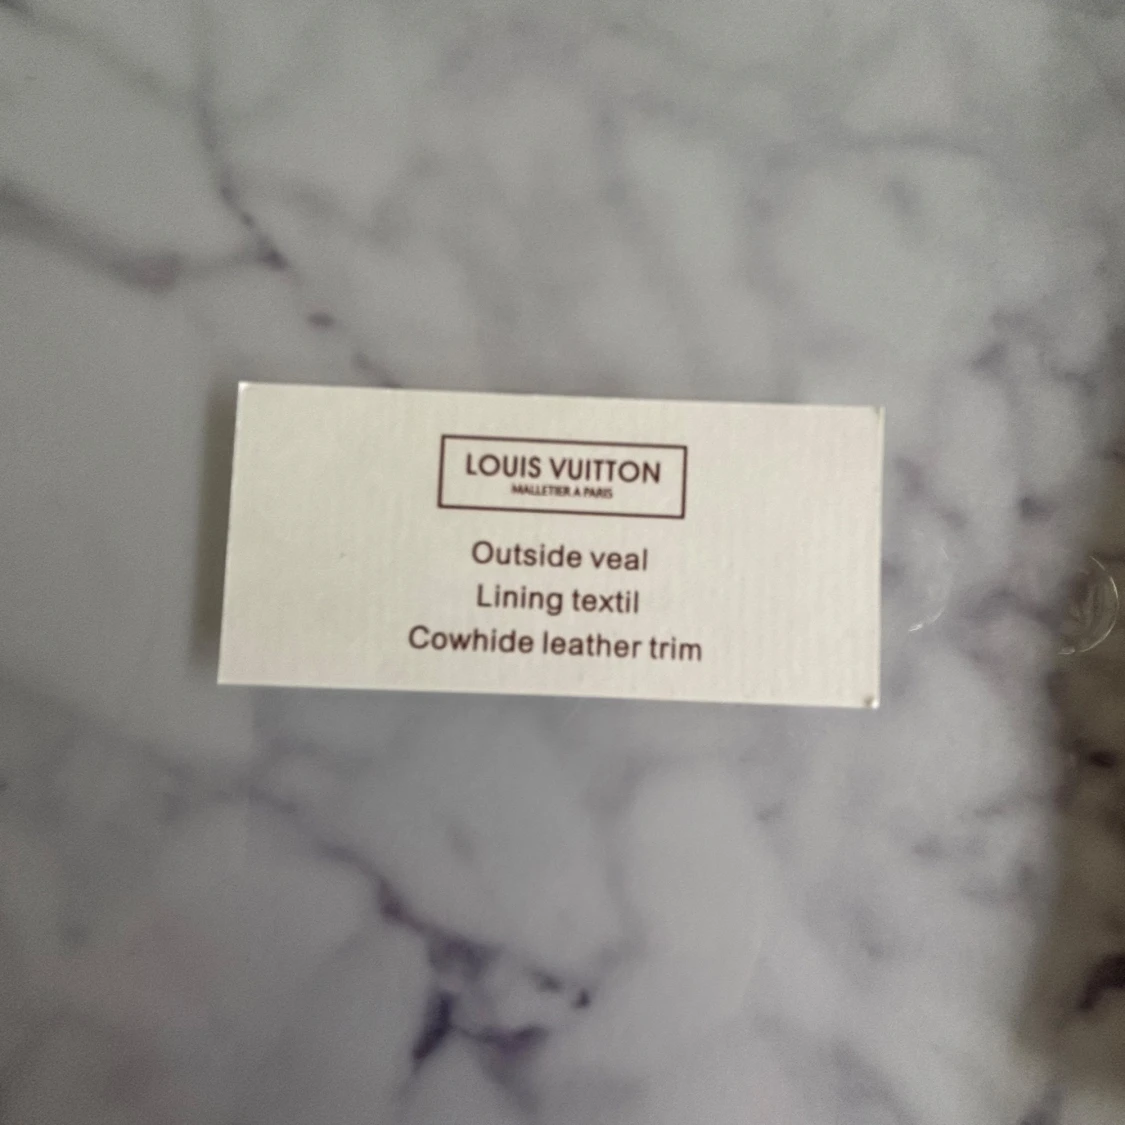 LOUIS VUITTON
MALLETIER A PARIS
Outside veal
Lining textil
Cowhide leather trim